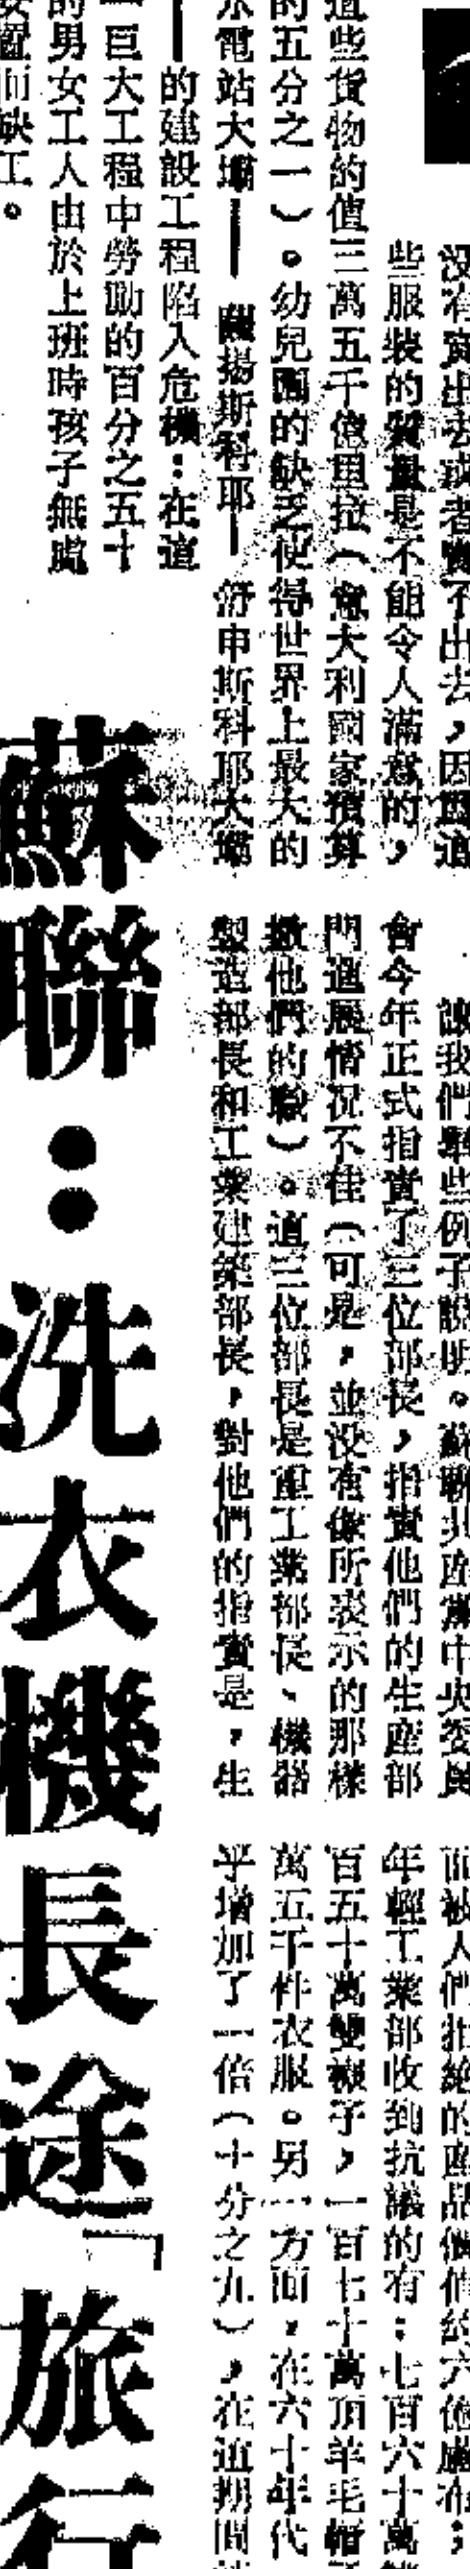 没有賣出去或者賣不出去，因爲這
些服裝的質量是不能令人滿意的，
這些貨物的值三萬五千億里拉（意大利國家預算
的五分之一）。幼兒園的缺乏使得世界上最大的
水電站大壩——薩揚斯科耶——舒申斯科耶大壩
——的建設工程陷入危機：在這
一巨大工程中勞動的百分之五十
的男女工人由於上班時孩子無處
安置而缺工。
讓我們舉些例子說明。蘇聯共產黨中央委員
會今年正式指責了三位部長，指責他們的生産部
門進展情况不佳（可是，並没有像所表示的那樣
撤他們的職）。這三位部長是重工業部長、機器
製造部長和工業建築部長，對他們的指責是，生
而被人們拒絶的産品價值約六億盧布；
年輕工業部收到抗議的有：七百六十萬雙
百五十萬雙襪子，一百七十萬頂羊毛帽
萬五千件衣服。另一方面，在六十年代
乎增加了一倍（十分之九），在這期間
蘇聯：洗衣機長途「旅行